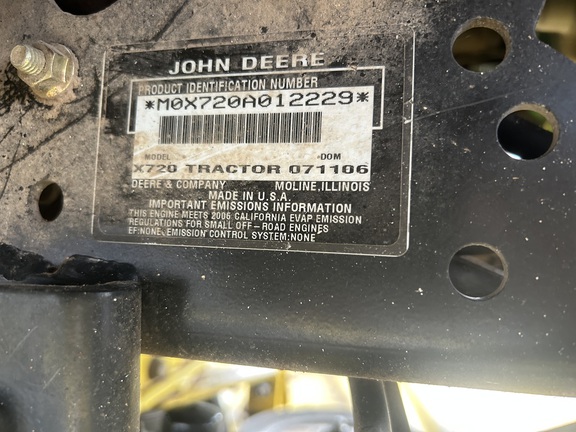 JOHN DEERE
PRODUCT IDENTIFICATION NUMBER
*M0X720A012229*
MODEL DOM
X720 TRACTOR 071106
DEERE & COMPANY MOLINE, ILLINOIS
MADE IN U.S.A.
IMPORTANT EMISSIONS INFORMATION
THIS ENGINE MEETS 2006 CALIFORNIA EVAP EMISSION
REGULATIONS FOR SMALL OFF-ROAD ENGINES
EF:NONE, EMISSION CONTROL SYSTEM:NONE